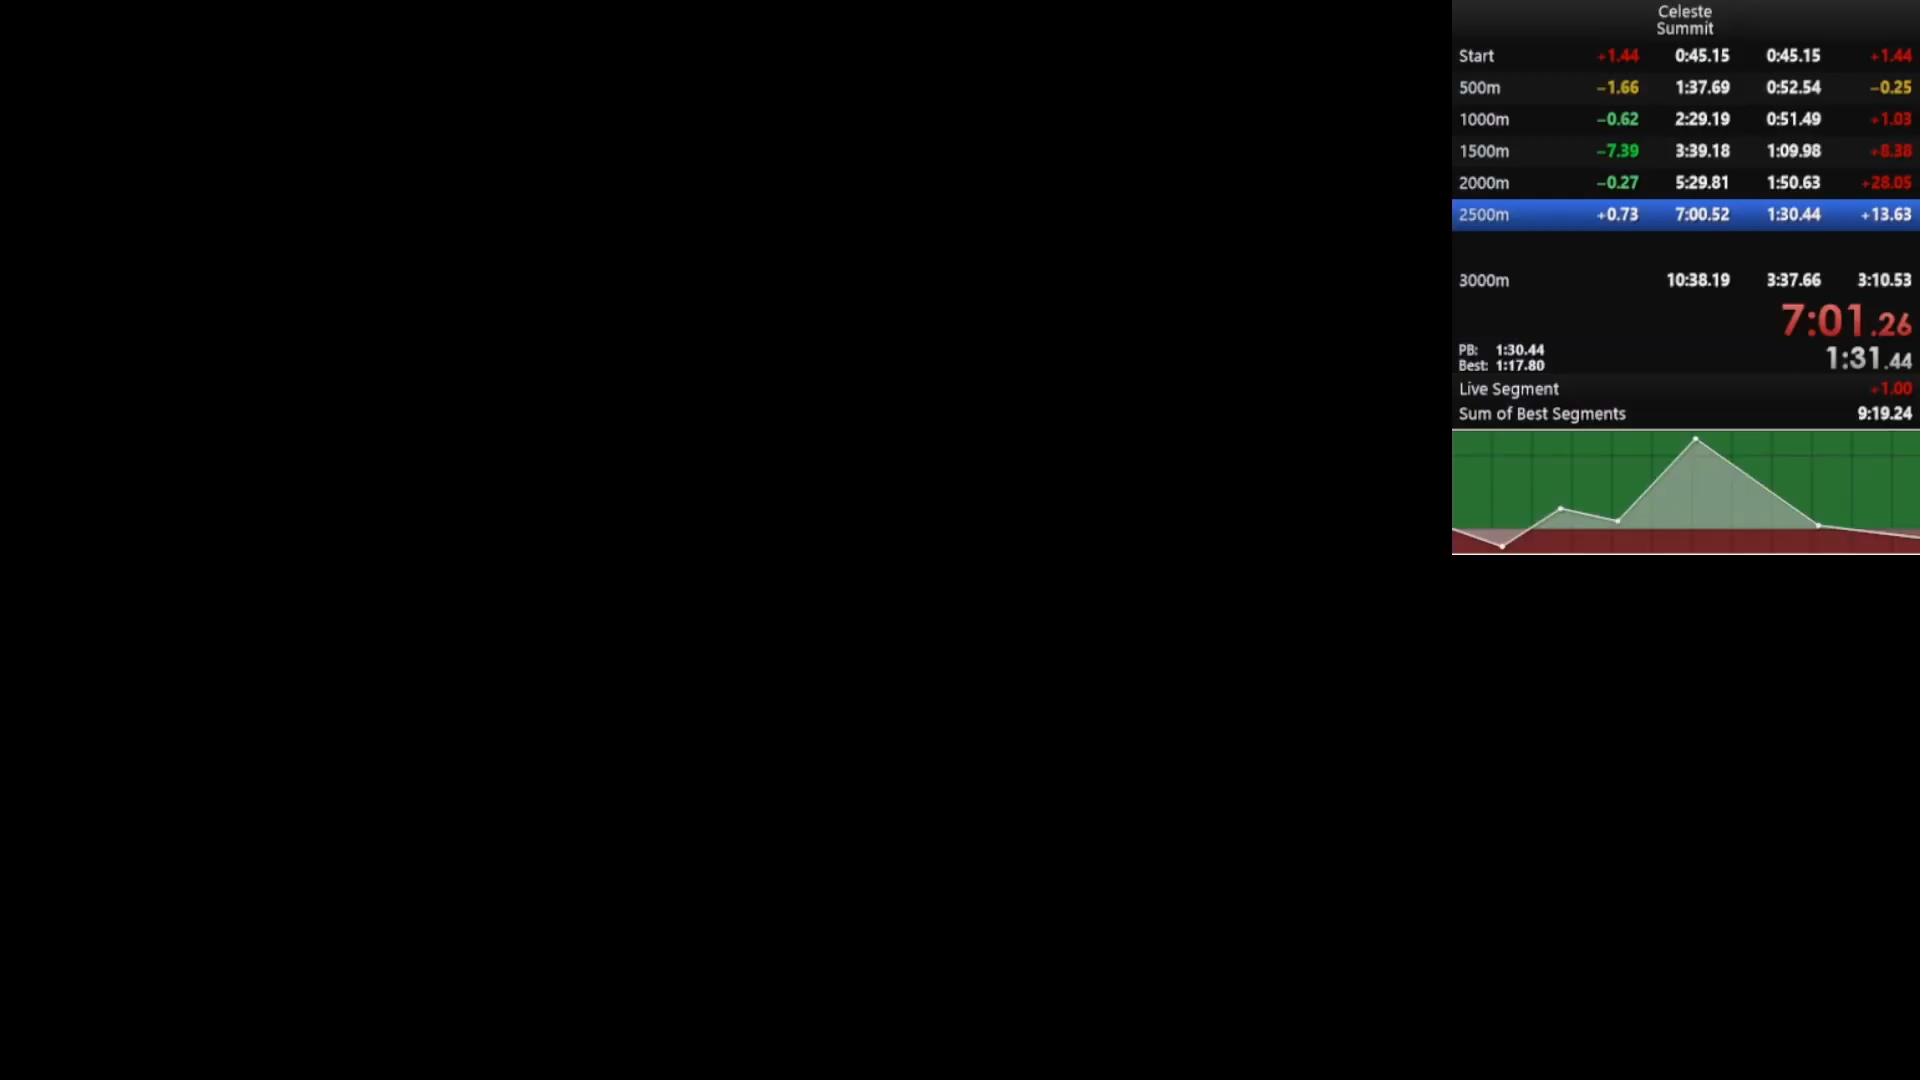 Celeste
Summit
Start +1.44 0:45.15 0:45.15 +1.44
500m −1.66 1:37.69 0:52.54 −0.25
1000m −0.62 2:29.19 0:51.49 +1.03
1500m −7.39 3:39.18 1:09.98 +8.38
2000m −0.27 5:29.81 1:50.63 +28.05
2500m +0.73 7:00.52 1:30.44 +13.63
3000m 10:38.19 3:37.66 3:10.53
7:01.26
PB: 1:30.44
Best: 1:17.80
1:31.44
Live Segment +1.00
Sum of Best Segments 9:19.24